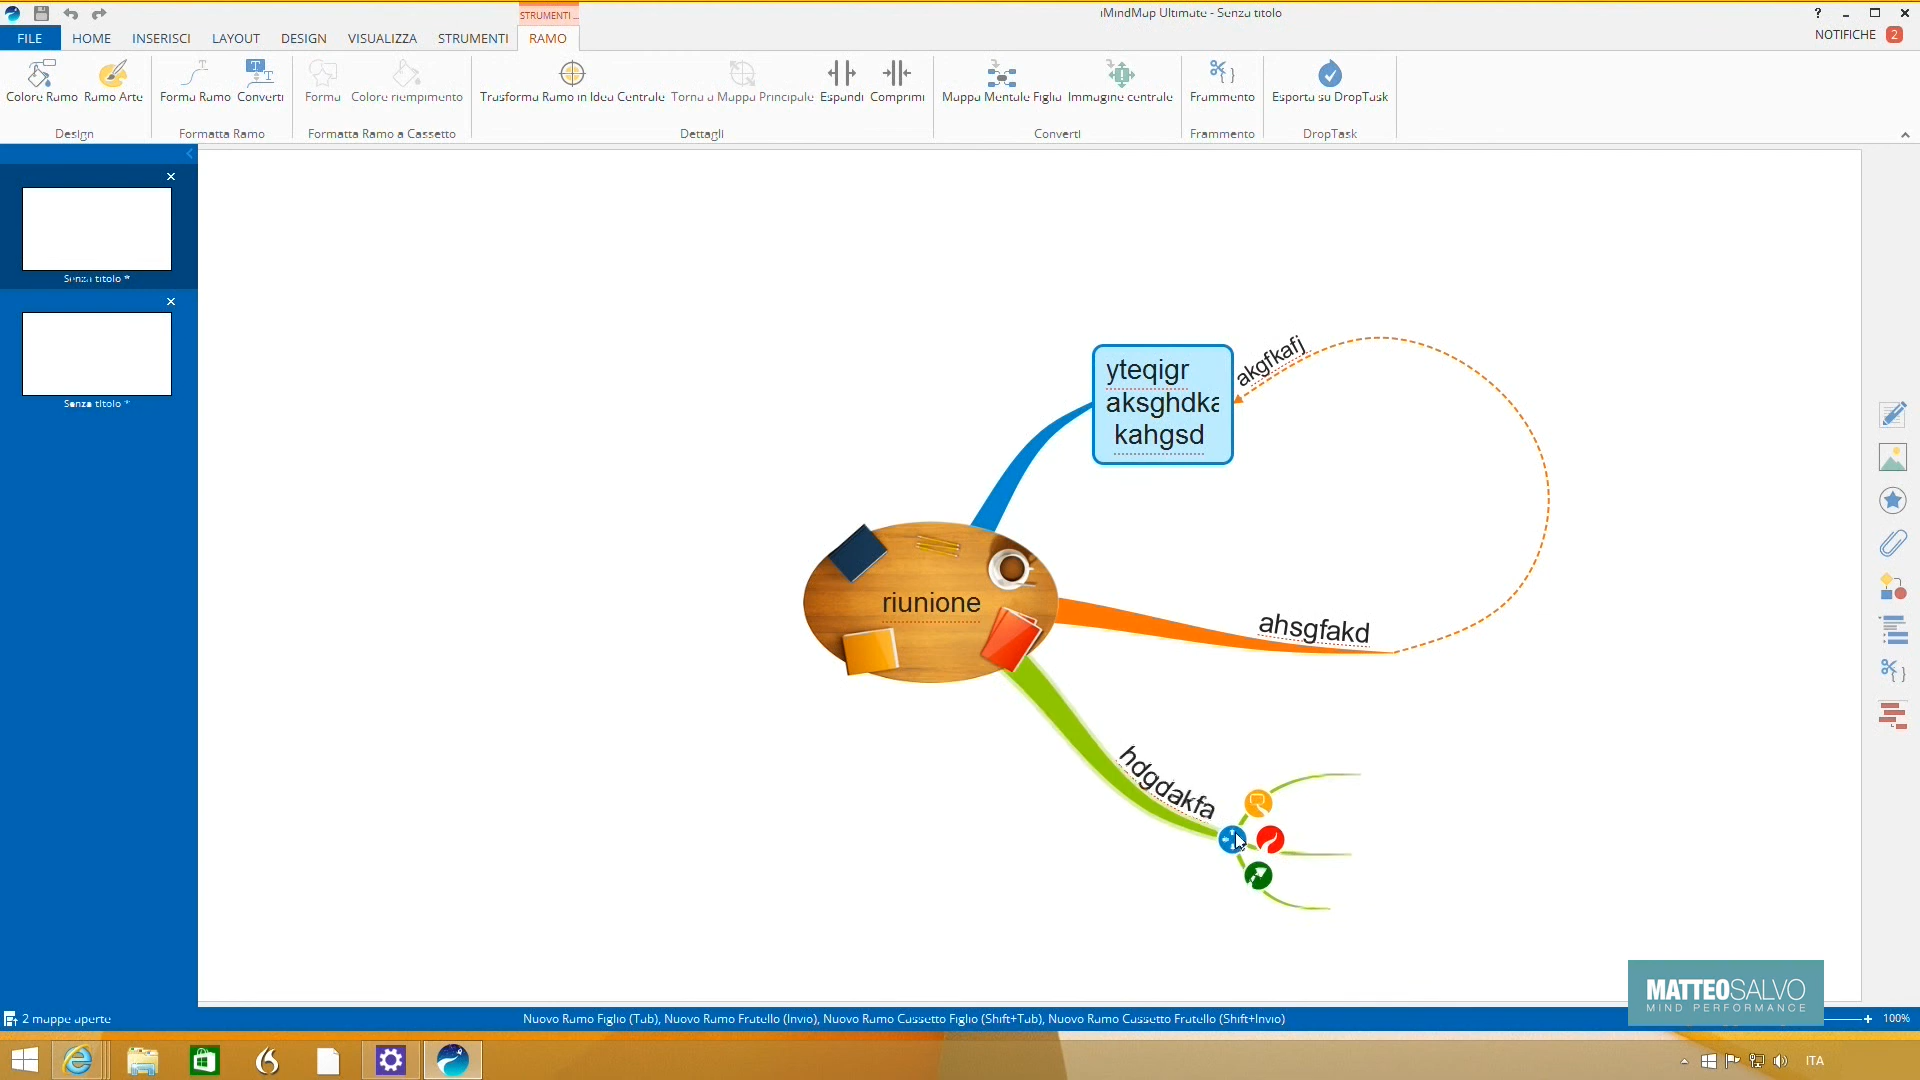 STRUMENTI ...
iMindMap Ultimate - Senza titolo
?
FILE
HOME
INSERISCI
LAYOUT
DESIGN
VISUALIZZA
STRUMENTI
RAMO
NOTIFICHE
2
Colore Ramo
Ramo Arte
Forma Ramo
Converti
Forma
Colore riempimento
Trasforma Ramo in Idea Centrale
Torna a Mappa Principale
Espandi
Comprimi
Mappa Mentale Figlia
Immagine centrale
Frammento
Esporta su DropTask
Design
Formatta Ramo
Formatta Ramo a Cassetto
Dettagli
Converti
Frammento
DropTask
Senza titolo *
Senza titolo *
yteqigr
aksghdka
kahgsd
akgfkafj
riunione
ahsgfakd
hdgdakfa
MATTEOSALVO
MIND PERFORMANCE
2 mappe aperte
Nuovo Ramo Figlio (Tab), Nuovo Ramo Fratello (Invio), Nuovo Ramo Cassetto Figlio (Shift+Tab), Nuovo Ramo Cassetto Fratello (Shift+Invio)
100%
ITA